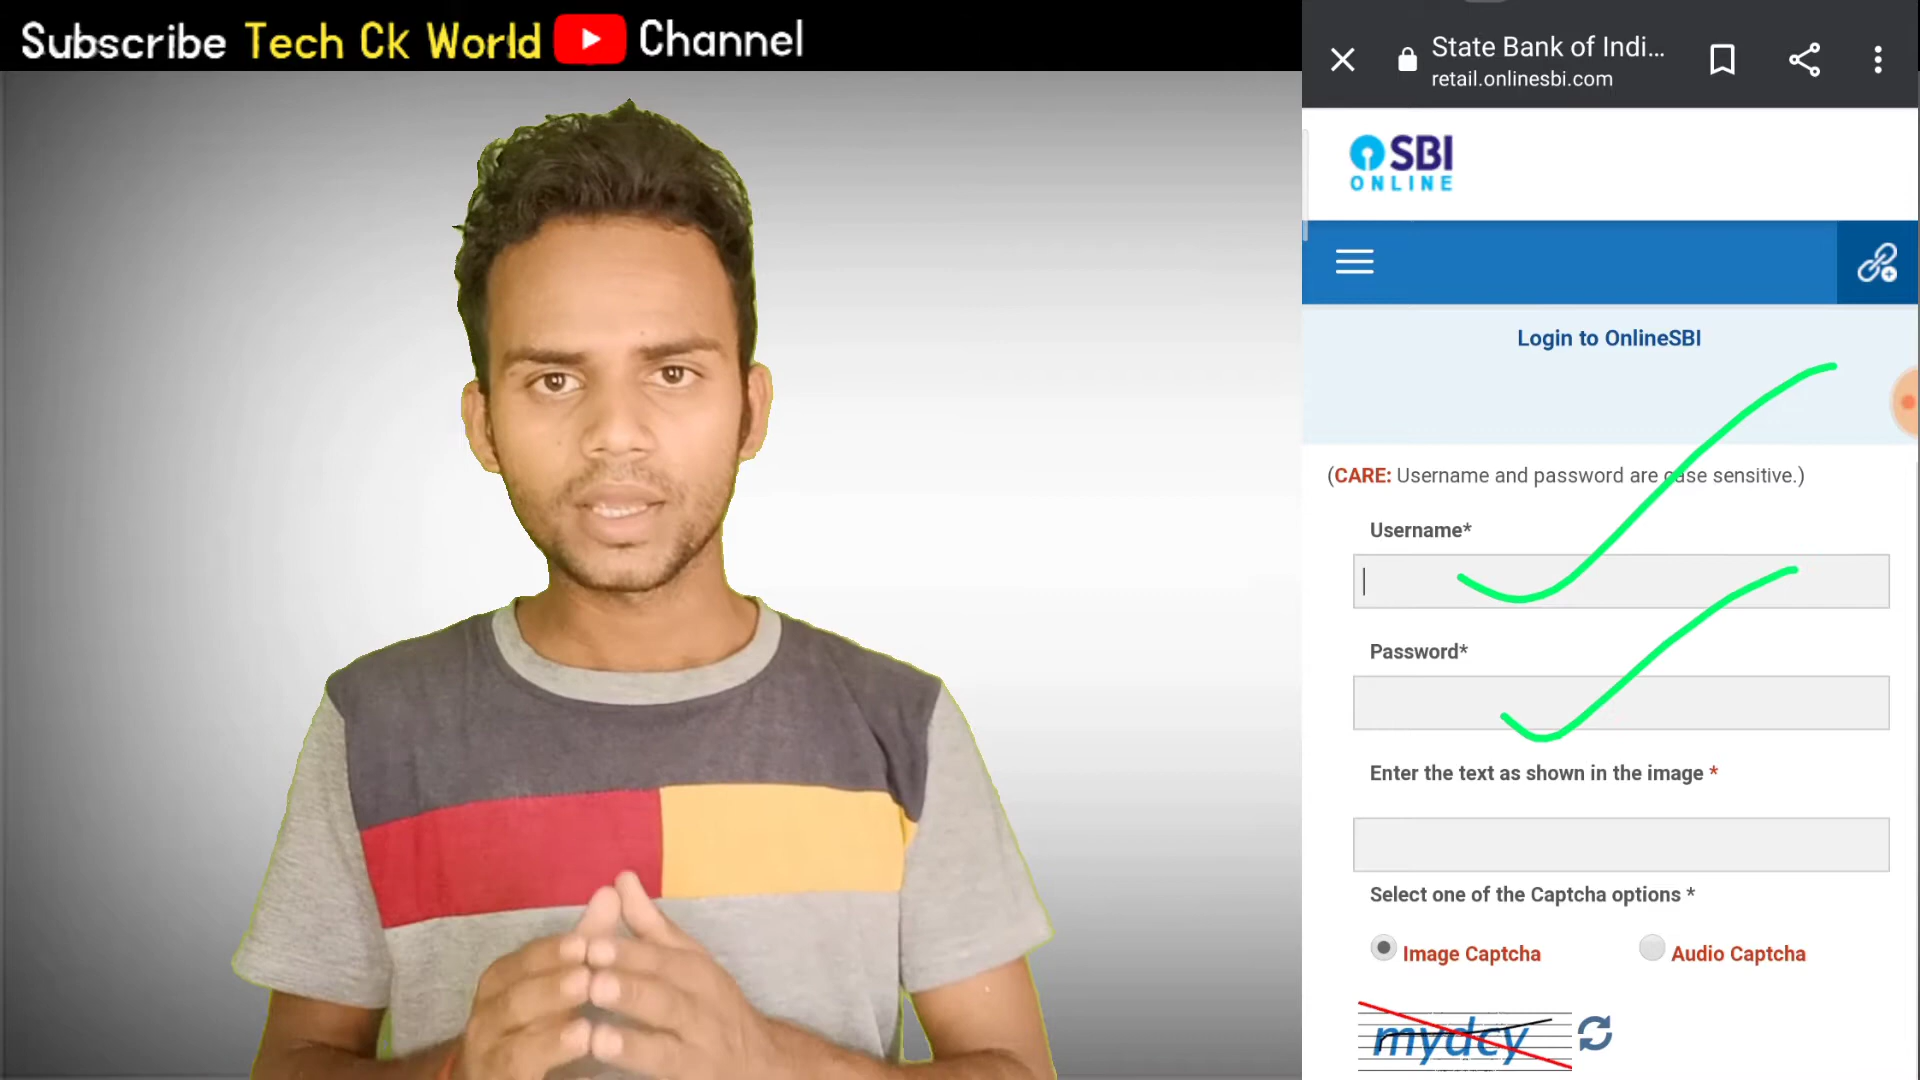 Subscribe Tech Ck World Channel
State Bank of Indi...
retail.onlinesbi.com
SBI
ONLINE
Login to OnlineSBI
(CARE: Username and password are case sensitive.)
Username*
Password*
Enter the text as shown in the image *
Select one of the Captcha options *
Image Captcha
Audio Captcha
mydcy